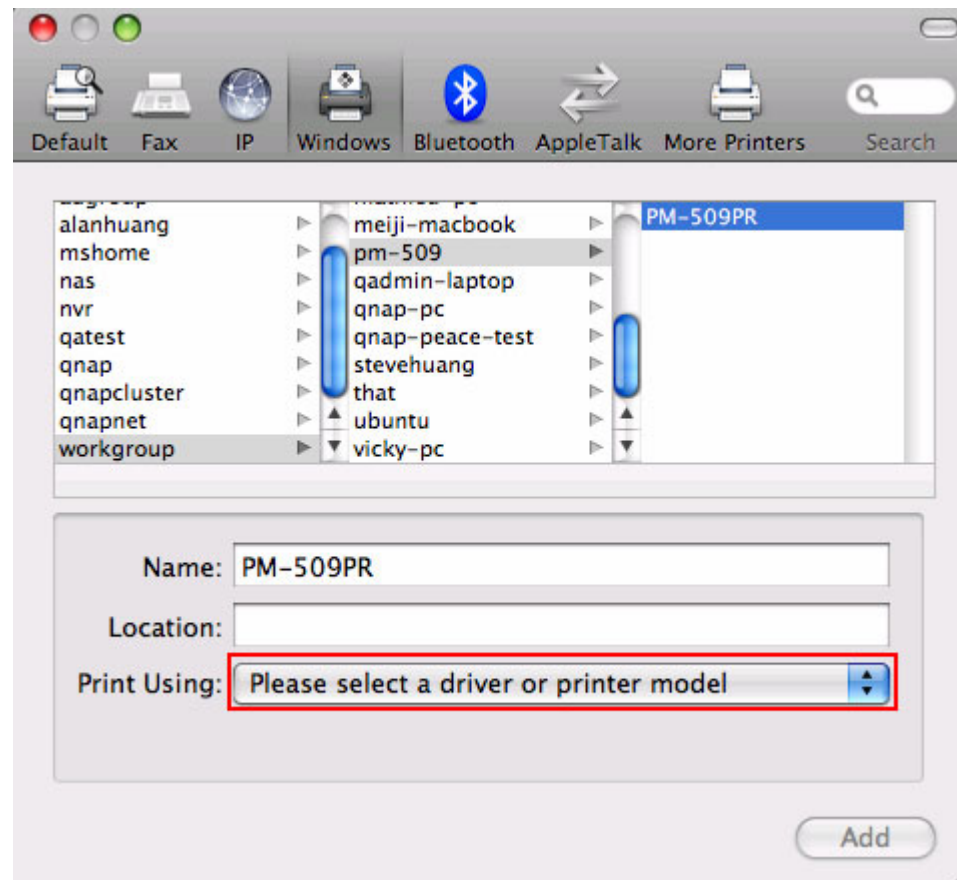 Default Fax IP Windows Bluetooth AppleTalk More Printers Search
alanhuang
mshome
nas
nvr
qatest
qnap
qnapcluster
qnapnet
workgroup
meiji-macbook
pm-509
qadmin-laptop
qnap-pc
qnap-peace-test
stevehuang
that
ubuntu
vicky-pc
PM-509PR
Name: PM-509PR
Location:
Print Using: Please select a driver or printer model
Add